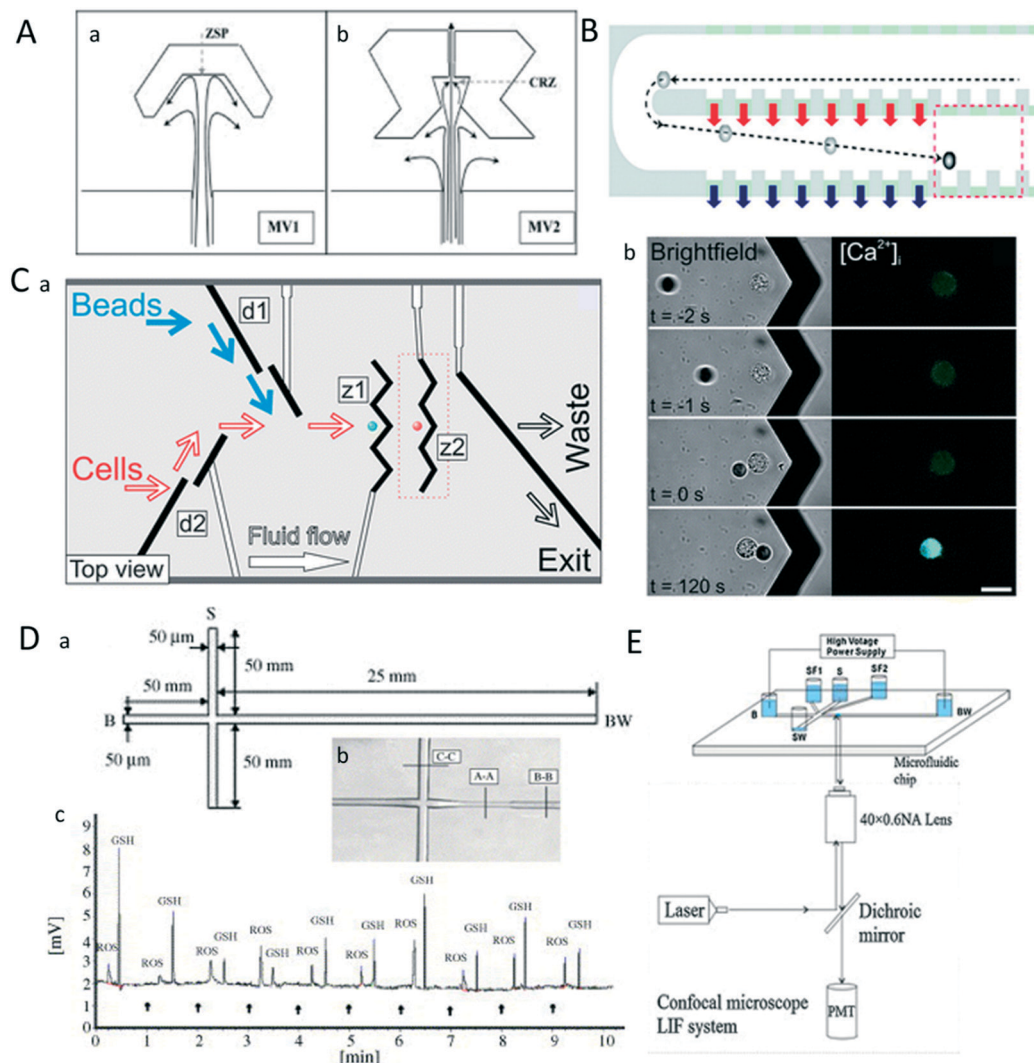 A
a
ZSP
MV1
b
CRZ
MV2
B
C
a
Beads
d1
z1
z2
Cells
d2
Fluid flow
Top view
Waste
Exit
b
Brightfield
[Ca²⁺]ᵢ
t = -2 s
t = -1 s
t = 0 s
t = 120 s
D
a
S
50 µm
50 mm
50 mm
25 mm
B
BW
50 µm
50 mm
b
C-C
A-A
B-B
c
9
8
7
6
5
4
3
2
1
0
[mV]
ROS
GSH
ROS
GSH
ROS
GSH
ROS
GSH
ROS
GSH
ROS
GSH
ROS
GSH
ROS
GSH
ROS
GSH
ROS
GSH
0 1 2 3 4 5 6 7 8 9 10
[min]
E
High Votage
Power Supply
SF1
S
SF2
B
SW
BW
Microfluidic
chip
40×0.6NA Lens
Laser
Dichroic
mirror
Confocal microscope
LIF system
PMT